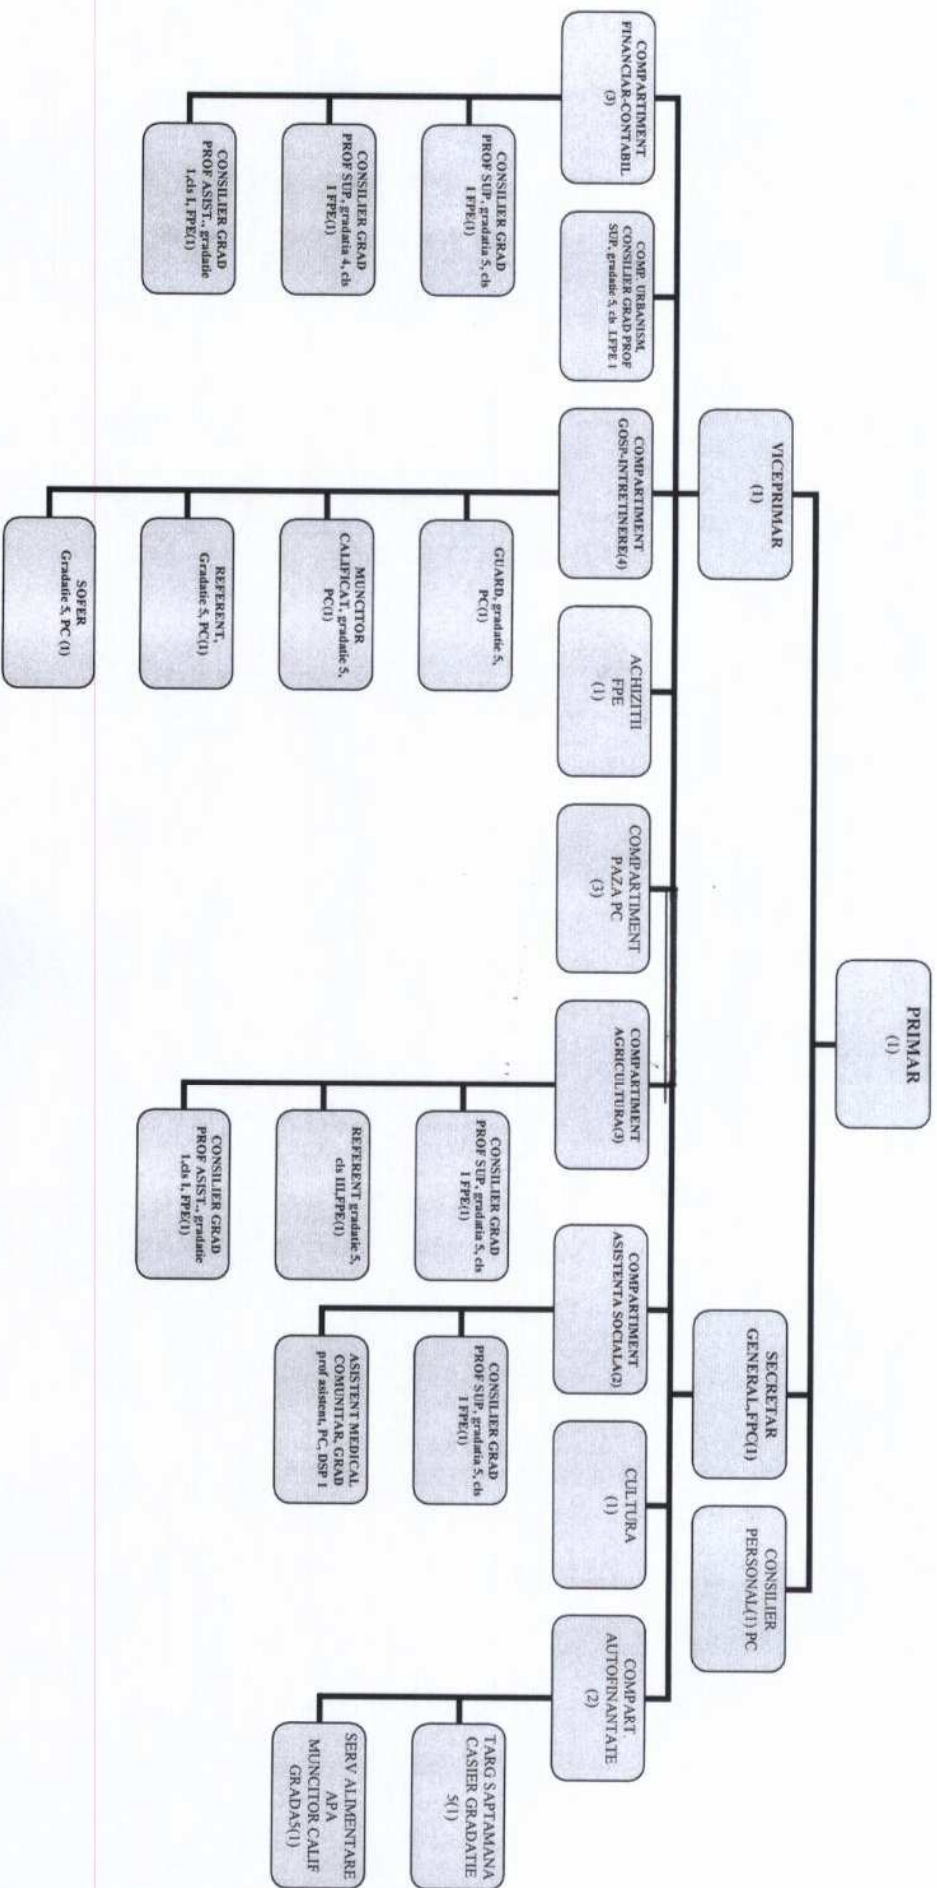 PRIMAR
(1)
VICEPRIMAR
(1)
SECRETAR
GENERAL,FPC(1)
CONSILIER
PERSONAL(1) PC
COMPARTIMENT
FINANCIAR-CONTABIL
(3)
COMP. URBANISM,
CONSILIER GRAD PROF
SUP, gradatie 5, cls I,FPE 1
COMPARTIMENT
GOSP-INTRETINERE(4)
ACHIZITII
FPE
(1)
COMPARTIMENT
PAZA PC
(3)
COMPARTIMENT
AGRICULTURA(3)
COMPARTIMENT
ASISTENTA SOCIALA(2)
CULTURA
(1)
COMPART.
AUTOFINANTATE
(2)
CONSILIER GRAD
PROF SUP, gradatia 5, cls
I FPE(1)
CONSILIER GRAD
PROF SUP, gradatia 4, cls
I FPE(1)
CONSILIER GRAD
PROF ASIST., gradatie
1,cls I, FPE(1)
GUARD, gradatie 5,
PC(1)
MUNCITOR
CALIFICAT, gradatie 5,
PC(1)
REFERENT,
Gradatie 5, PC(1)
SOFER
Gradatie 5, PC (1)
CONSILIER GRAD
PROF SUP, gradatia 5, cls
I FPE(1)
REFERENT gradatie 5,
cls III,FPE(1)
CONSILIER GRAD
PROF ASIST., gradatie
1,cls I, FPE(1)
CONSILIER GRAD
PROF SUP, gradatia 5, cls
I FPE(1)
ASISTENT MEDICAL
COMUNITAR, GRAD
prof asistent, PC, DSP 1
TARG SAPTAMANA
CASIER GRADATIE
5(1)
SERV ALIMENTARE
APA
MUNCITOR CALIF
GRADA5(1)